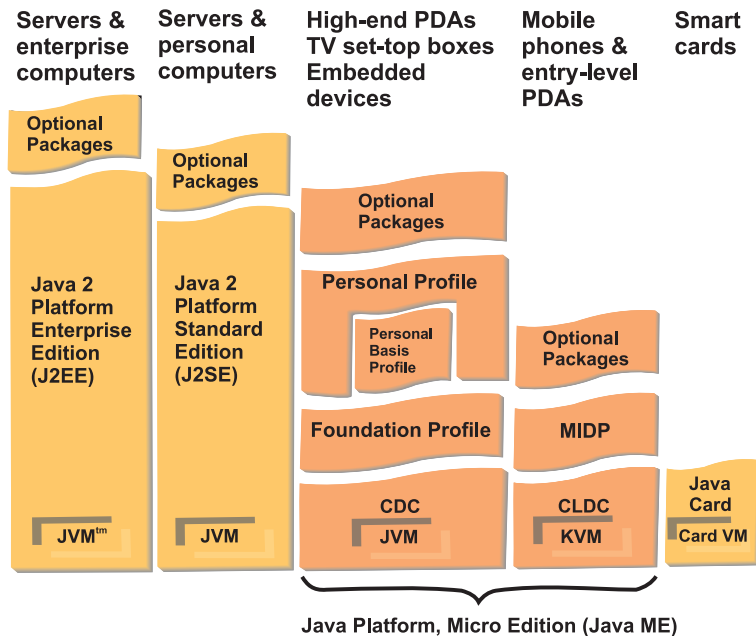 Servers &
enterprise
computers
Servers &
personal
computers
High-end PDAs
TV set-top boxes
Embedded
devices
Mobile
phones &
entry-level
PDAs
Smart
cards
Optional
Packages
Java 2
Platform
Enterprise
Edition
(J2EE)
JVM™
Optional
Packages
Java 2
Platform
Standard
Edition
(J2SE)
JVM
Optional
Packages
Personal Profile
Personal
Basis
Profile
Foundation Profile
CDC
JVM
Optional
Packages
MIDP
CLDC
KVM
Java
Card
Card VM
Java Platform, Micro Edition (Java ME)